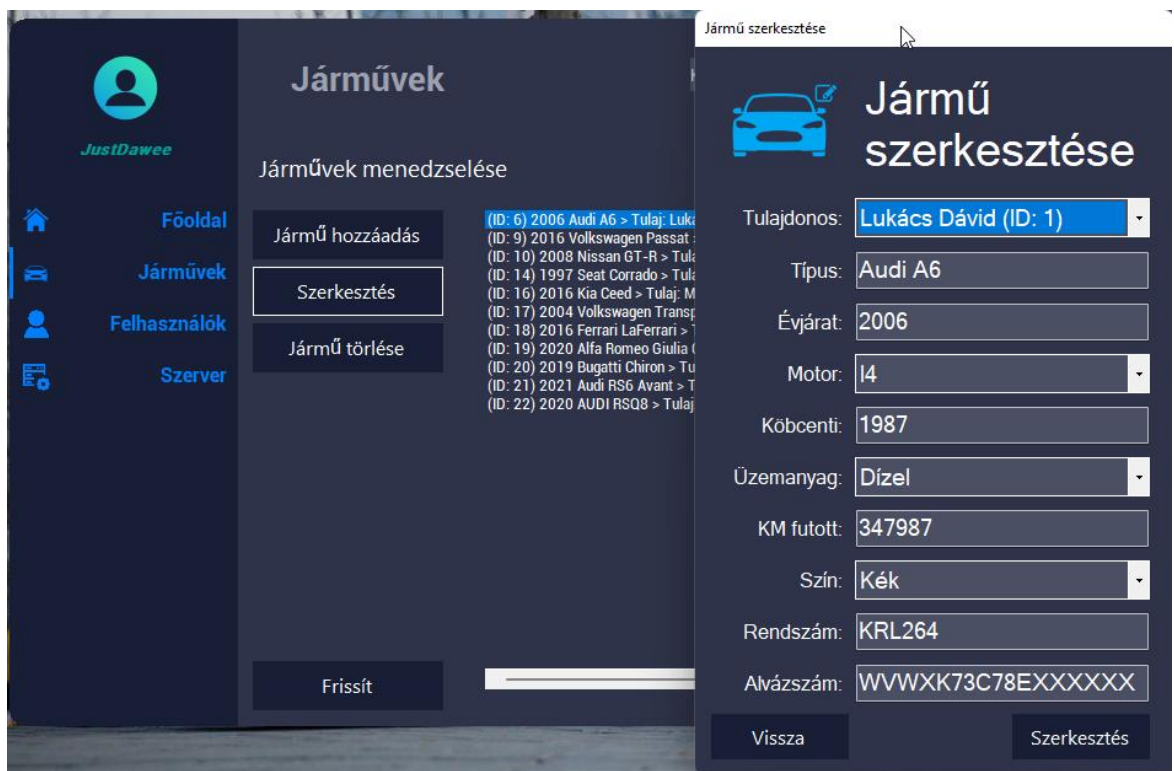 Járművek
JustDawee
Járművek menedzselése
Főoldal
Járművek
Felhasználók
Szerver
Jármű hozzáadás
Szerkesztés
Jármű törlése
Frissít
(ID: 6) 2006 Audi A6 > Tulaj:
(ID: 9) 2016 Volkswagen Passat
(ID: 10) 2008 Nissan GT-R >
(ID: 14) 1997 Seat Corrado >
(ID: 16) 2016 Kia Ceed > Tulaj:
(ID: 17) 2004 Volkswagen
(ID: 18) 2016 Ferrari LaFerrari >
(ID: 19) 2020 Alfa Romeo Giulia
(ID: 20) 2019 Bugatti Chiron >
(ID: 21) 2021 Audi RS6 Avant >
(ID: 22) 2020 AUDI RSQ8 > Tulaj
Jármű szerkesztése
Jármű
szerkesztése
Tulajdonos: Lukács Dávid (ID: 1)
Típus: Audi A6
Évjárat: 2006
Motor: I4
Köbcenti: 1987
Üzemanyag: Dízel
KM futott: 347987
Szín: Kék
Rendszám: KRL264
Alvázszám: WVWXK73C78EXXXXXX
Vissza
Szerkesztés